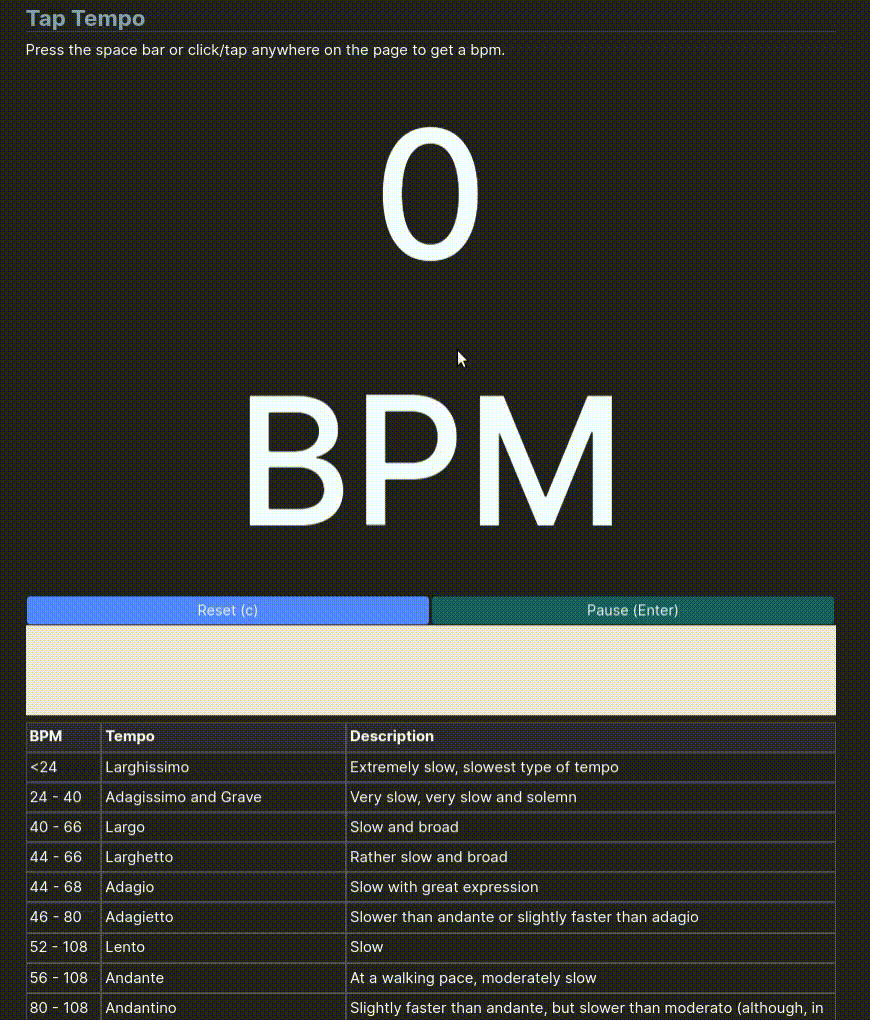 Tap Tempo
Press the space bar or click/tap anywhere on the page to get a bpm.
0
BPM
Reset (c) Pause (Enter)
BPM Tempo Description
<24 Larghissimo Extremely slow, slowest type of tempo
24 - 40 Adagissimo and Grave Very slow, very slow and solemn
40 - 66 Largo Slow and broad
44 - 66 Larghetto Rather slow and broad
44 - 68 Adagio Slow with great expression
46 - 80 Adagietto Slower than andante or slightly faster than adagio
52 - 108 Lento Slow
56 - 108 Andante At a walking pace, moderately slow
80 - 108 Andantino Slightly faster than andante, but slower than moderato (although, in